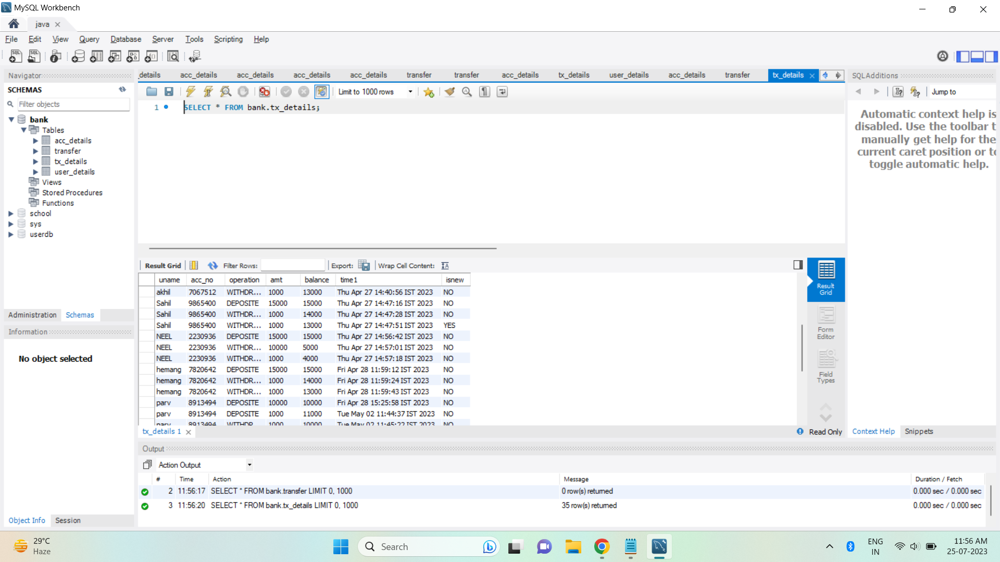 MySQL Workbench
java
File Edit View Query Database Server Tools Scripting Help
Navigator
SCHEMAS
Filter objects
bank
Tables
acc_details
transfer
tx_details
user_details
Views
Stored Procedures
Functions
school
sys
userdb
Administration Schemas
Information
No object selected
Object Info Session
_details acc_details acc_details acc_details acc_details transfer transfer acc_details tx_details user_details acc_details transfer tx_details
Limit to 1000 rows
1 SELECT * FROM bank.tx_details;
SQLAdditions
Jump to
Automatic context help is
disabled. Use the toolbar t
manually get help for the
current caret position or to
toggle automatic help.
Context Help Snippets
Result Grid Filter Rows: Export: Wrap Cell Content:
uname acc_no operation amt balance time1 isnew
akhil 7067512 WITHDR... 1000 13000 Thu Apr 27 14:40:56 IST 2023 NO
Sahil 9865400 DEPOSITE 15000 15000 Thu Apr 27 14:47:16 IST 2023 NO
Sahil 9865400 WITHDR... 1000 14000 Thu Apr 27 14:47:28 IST 2023 NO
Sahil 9865400 WITHDR... 1000 13000 Thu Apr 27 14:47:51 IST 2023 YES
NEEL 2230936 DEPOSITE 15000 15000 Thu Apr 27 14:56:42 IST 2023 NO
NEEL 2230936 WITHDR... 10000 5000 Thu Apr 27 14:57:01 IST 2023 NO
NEEL 2230936 WITHDR... 1000 4000 Thu Apr 27 14:57:18 IST 2023 NO
hemang 7820642 DEPOSITE 15000 15000 Fri Apr 28 11:59:12 IST 2023 NO
hemang 7820642 WITHDR... 1000 14000 Fri Apr 28 11:59:24 IST 2023 NO
hemang 7820642 WITHDR... 1000 13000 Fri Apr 28 11:59:43 IST 2023 NO
parv 8913494 DEPOSITE 10000 10000 Fri Apr 28 15:25:58 IST 2023 NO
parv 8913494 DEPOSITE 1000 11000 Tue May 02 11:44:37 IST 2023 NO
parv 8913494 WITHDR 1000 10000 Tue May 02 11:45:22 IST 2023 NO
Result
Grid
Form
Editor
Field
Types
tx_details 1
Read Only
Output
Action Output
# Time Action Message Duration / Fetch
2 11:56:17 SELECT * FROM bank.transfer LIMIT 0, 1000 0 row(s) returned 0.000 sec / 0.000 sec
3 11:56:20 SELECT * FROM bank.tx_details LIMIT 0, 1000 35 row(s) returned 0.000 sec / 0.000 sec
29°C
Haze
Search
ENG
IN
11:56 AM
25-07-2023